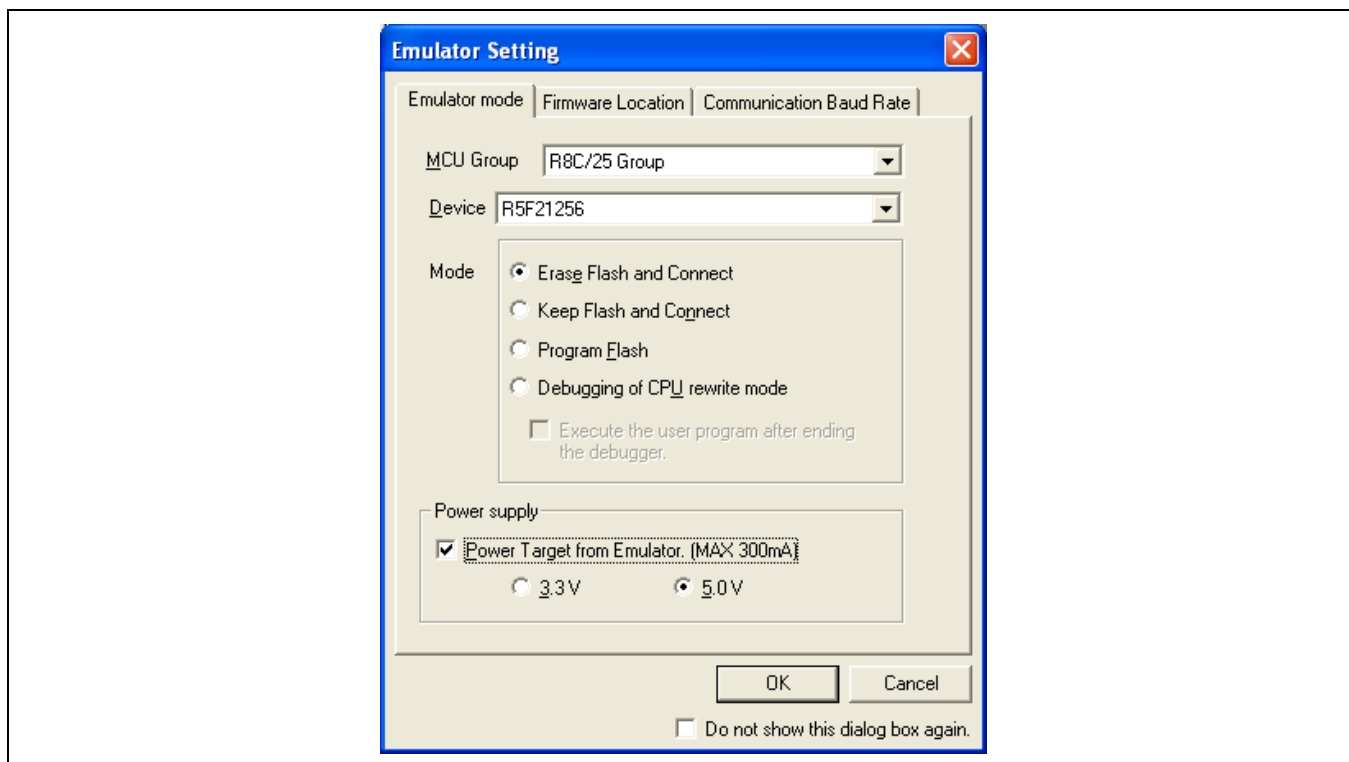 Emulator Setting
Emulator mode Firmware Location Communication Baud Rate
MCU Group R8C/25 Group
Device R5F21256
Mode Erase Flash and Connect
Keep Flash and Connect
Program Flash
Debugging of CPU rewrite mode
Execute the user program after ending
the debugger.
Power supply
Power Target from Emulator. (MAX 300mA)
3.3 V 5.0 V
OK Cancel
Do not show this dialog box again.